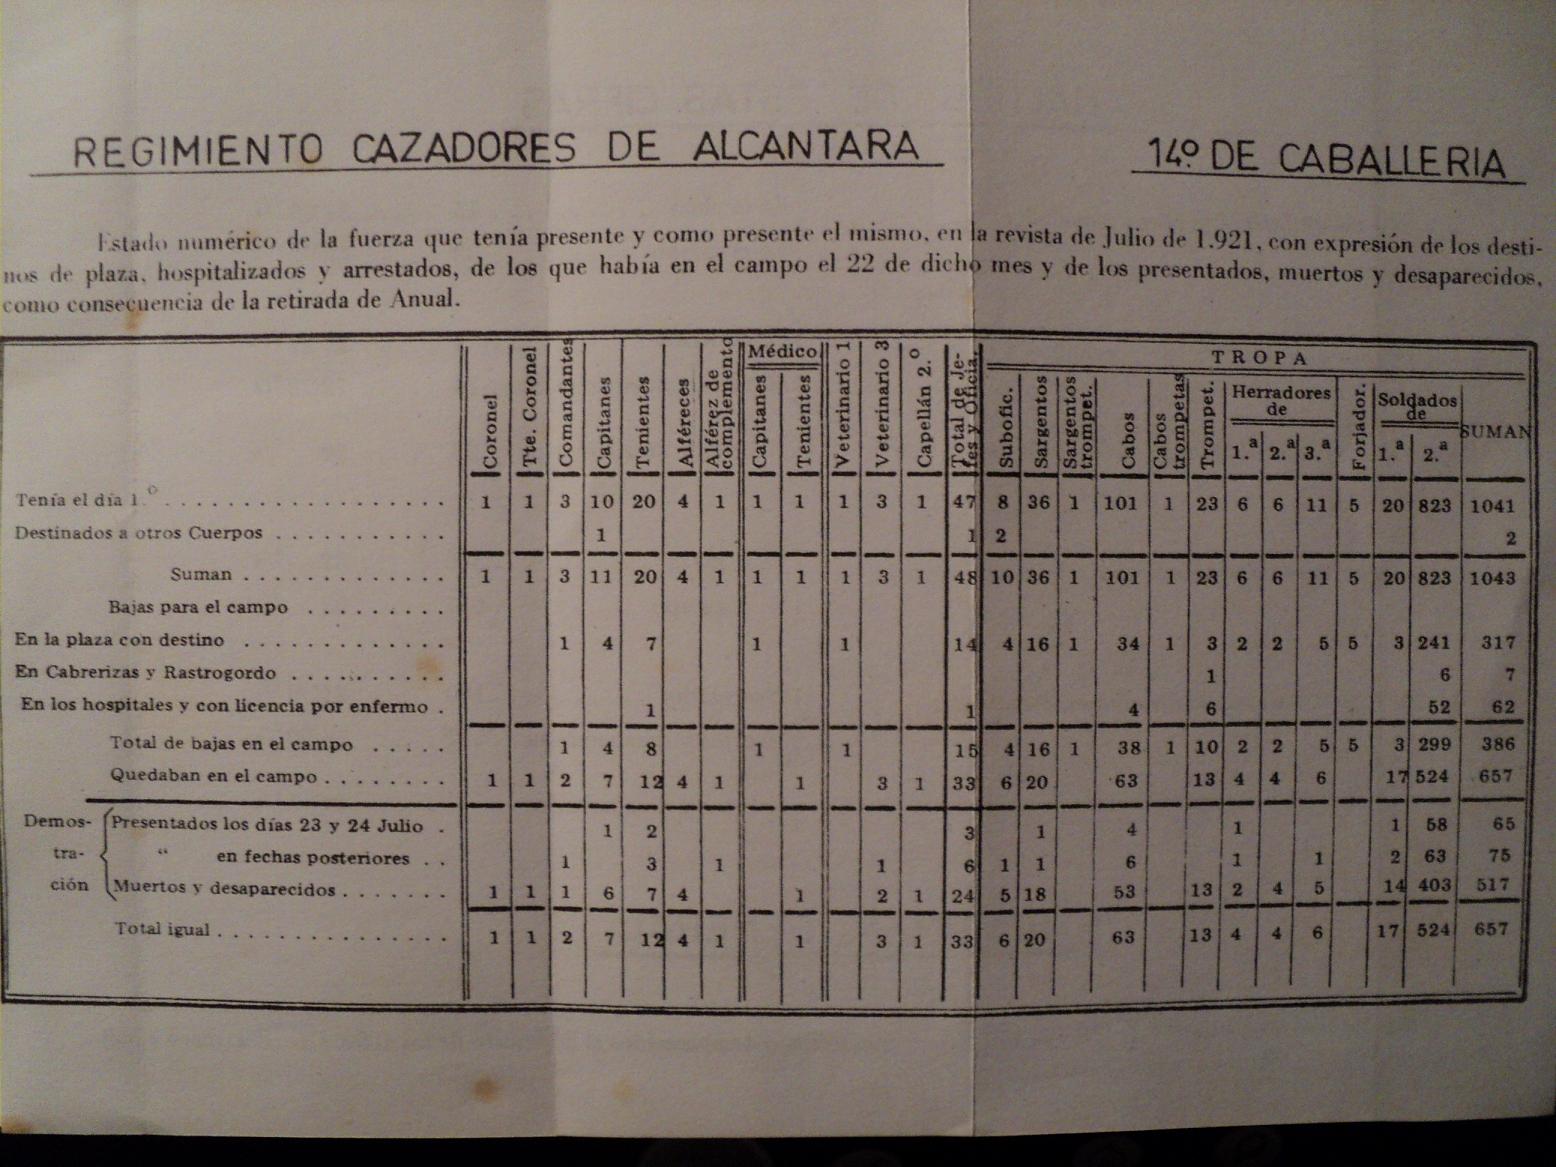 REGIMIENTO CAZADORES DE ALCANTARA 14º DE CABALLERIA
Estado numérico de la fuerza que tenía presente y como presente el mismo, en la revista de Julio de 1.921, con expresión de los desti-
nos de plaza, hospitalizados y arrestados, de los que había en el campo el 22 de dicho mes y de los presentados, muertos y desaparecidos,
como consecuencia de la retirada de Anual.
Coronel Tte. Coronel Comandantes Capitanes Tenientes Alféreces Alférez de complemento Médico Capitanes Tenientes Veterinario 1 Veterinario 3 Capellán 2.º Total de Je-fes y Oficia. TROPA Subofic. Sargentos Sargentos trompet. Cabos Cabos trompetas Trompet. Herradores de 1.ª 2.ª 3.ª Forjador. Soldados de 1.ª 2.ª SUMAN
Tenía el día 1.º . . . 1 1 3 10 20 4 1 1 1 1 3 1 47 8 36 1 101 1 23 6 6 11 5 20 823 1041
Destinados a otros Cuerpos . . . 1 1 2 2
Suman . . . 1 1 3 11 20 4 1 1 1 1 3 1 48 10 36 1 101 1 23 6 6 11 5 20 823 1043
Bajas para el campo . . .
En la plaza con destino . . . 1 4 7 1 1 14 4 16 1 34 1 3 2 2 5 5 3 241 317
En Cabrerizas y Rastrogordo . . . 1 6 7
En los hospitales y con licencia por enfermo . 1 1 4 6 52 62
Total de bajas en el campo . . . 1 4 8 1 1 15 4 16 1 38 1 10 2 2 5 5 3 299 386
Quedaban en el campo . . . 1 1 2 7 12 4 1 1 3 1 33 6 20 63 13 4 4 6 17 524 657
Demos-tra-ción
Presentados los días 23 y 24 Julio . 1 2 3 1 4 1 1 58 65
“ en fechas posteriores . . 1 3 1 1 6 1 1 6 1 1 2 63 75
Muertos y desaparecidos . . . 1 1 1 6 7 4 1 2 1 24 5 18 53 13 2 4 5 14 403 517
Total igual . . . 1 1 2 7 12 4 1 1 3 1 33 6 20 63 13 4 4 6 17 524 657